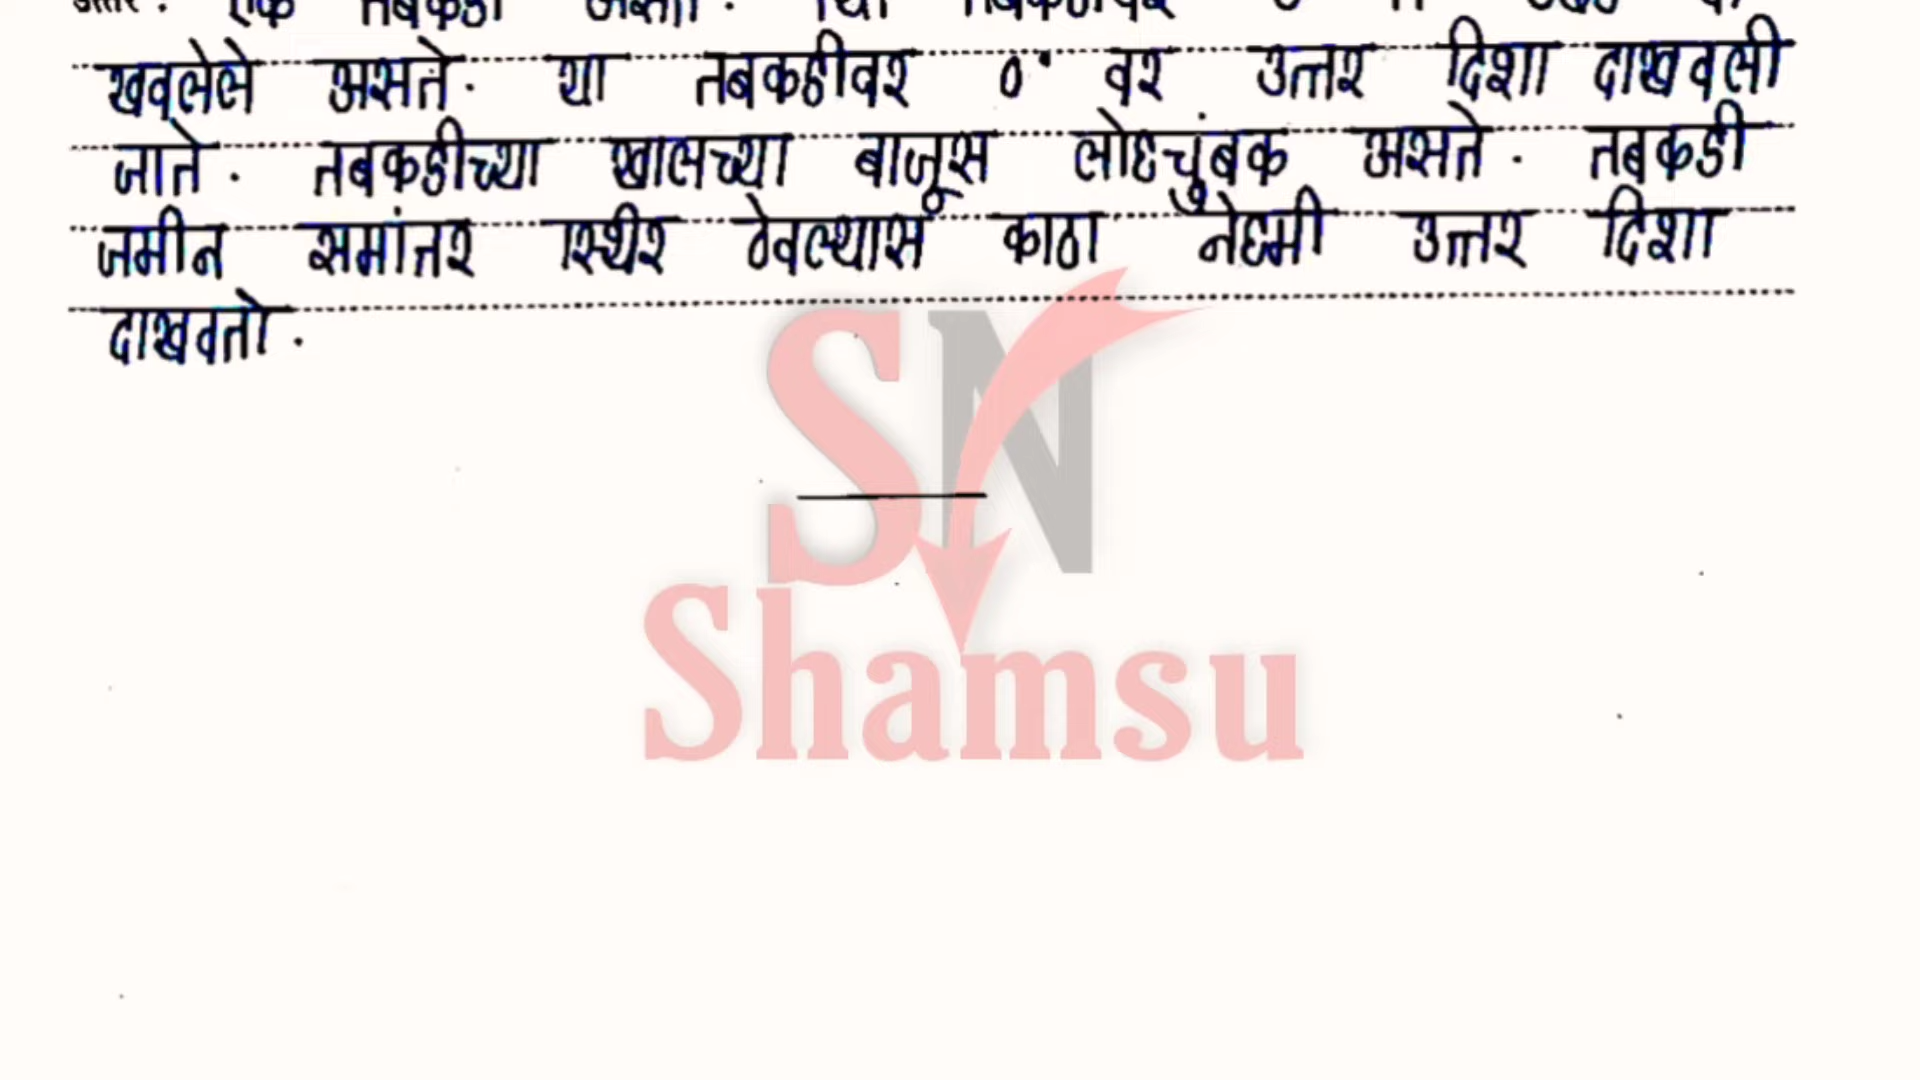 खवलेले असते. या तबकडीवर 0° वर उत्तर दिशा दाखवली
जाते. तबकडीच्या खालच्या बाजूस लोहचुंबक असते. तबकडी
जमीन समांतर स्थिर ठेवल्यास काठा नेहमी उत्तर दिशा
दाखवतो.
SN
Shamsu